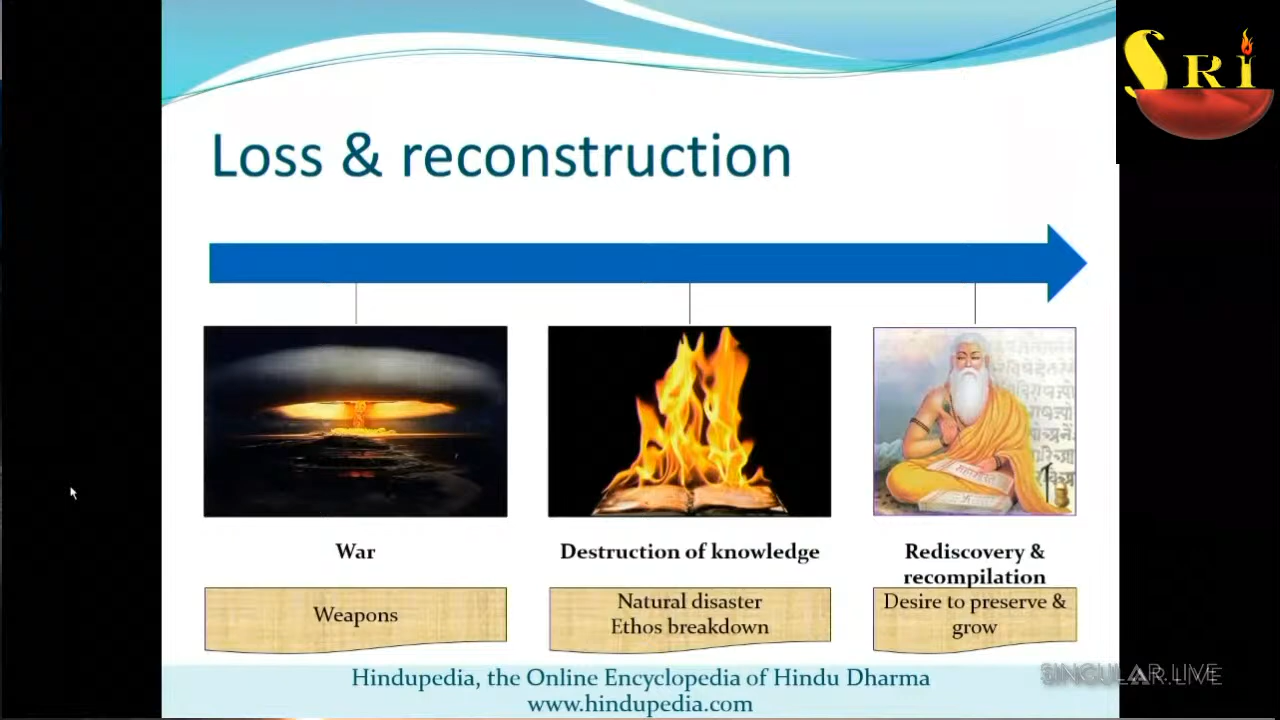 SRi
Loss & reconstruction
War
Destruction of knowledge
Rediscovery &
recompilation
Weapons
Natural disaster
Ethos breakdown
Desire to preserve &
grow
Hindupedia, the Online Encyclopedia of Hindu Dharma
www.hindupedia.com
SINGULAR.LIVE